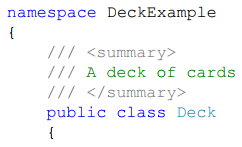 namespace DeckExample
{
    /// <summary>
    /// A deck of cards
    /// </summary>
    public class Deck
    {